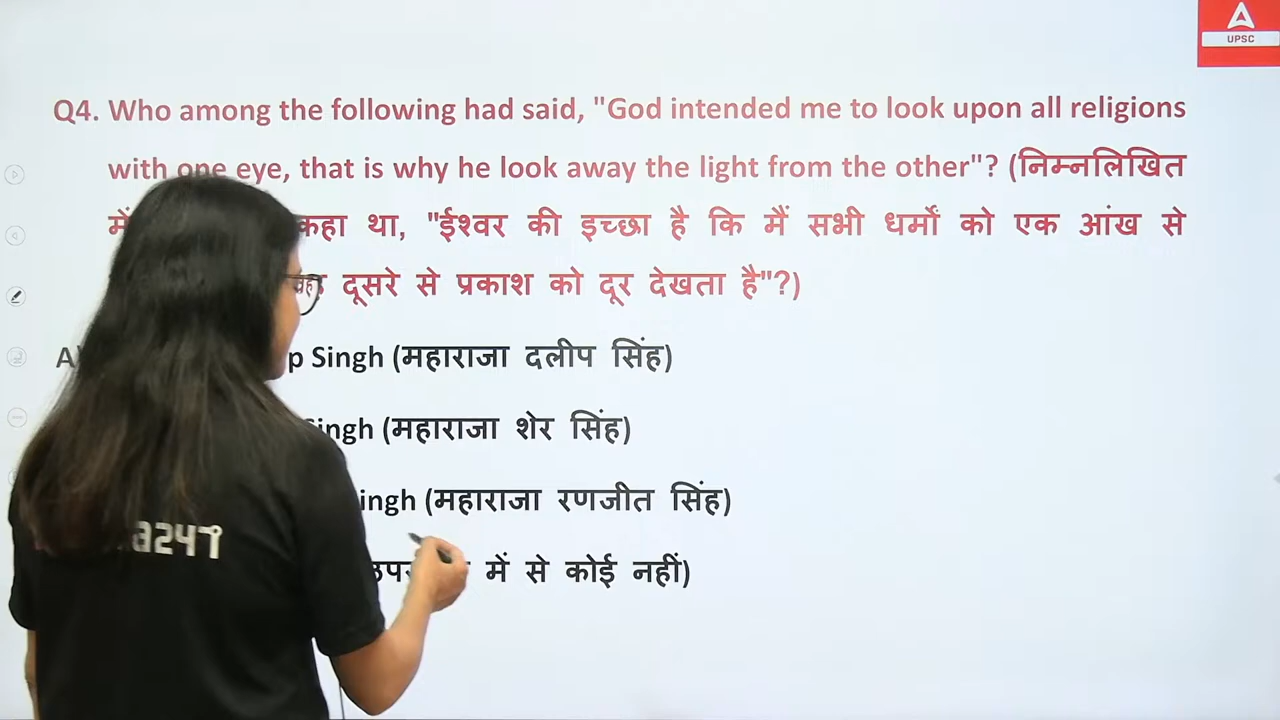 UPSC
Q4. Who among the following had said, "God intended me to look upon all religions
with one eye, that is why he look away the light from the other"? (निम्नलिखित
में कहा था, "ईश्वर की इच्छा है कि मैं सभी धर्मों को एक आंख से
दूसरे से प्रकाश को दूर देखता है"?)
Singh (महाराजा दलीप सिंह)
Singh (महाराजा शेर सिंह)
(महाराजा रणजीत सिंह)
में से कोई नहीं)